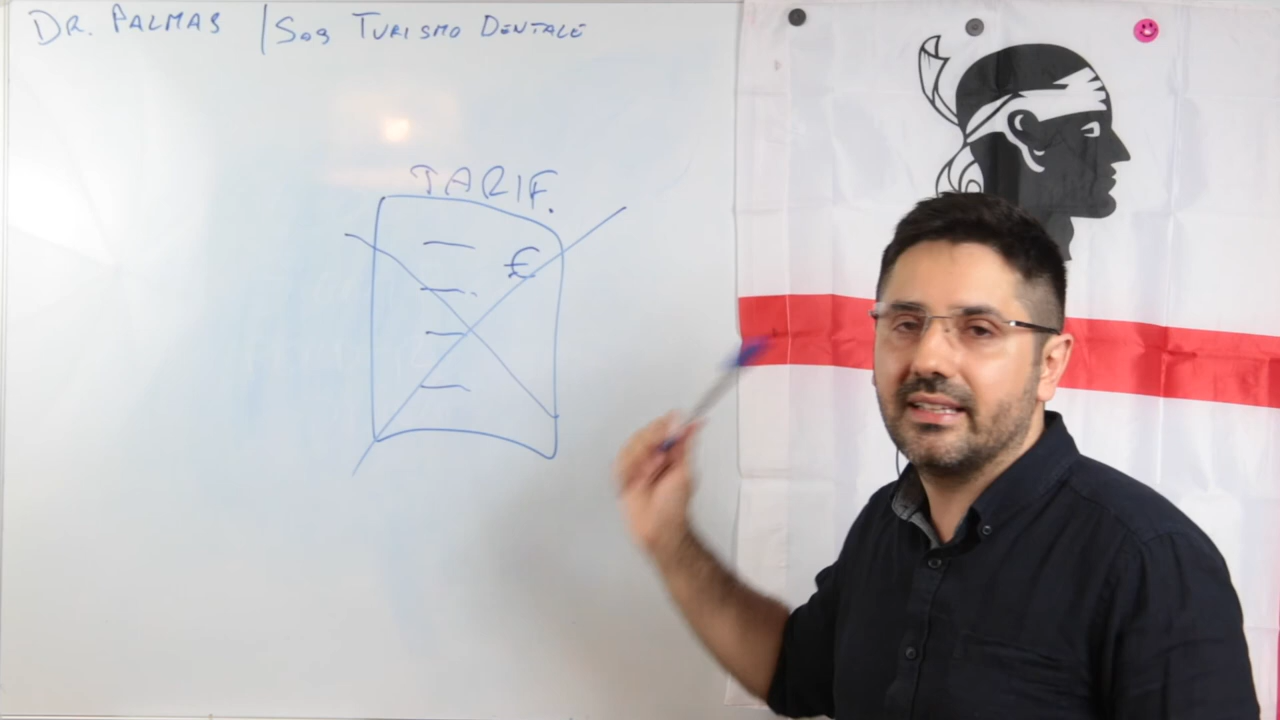 DR. PALMAS | SOS TURISMO DENTALE
TARIF.
€